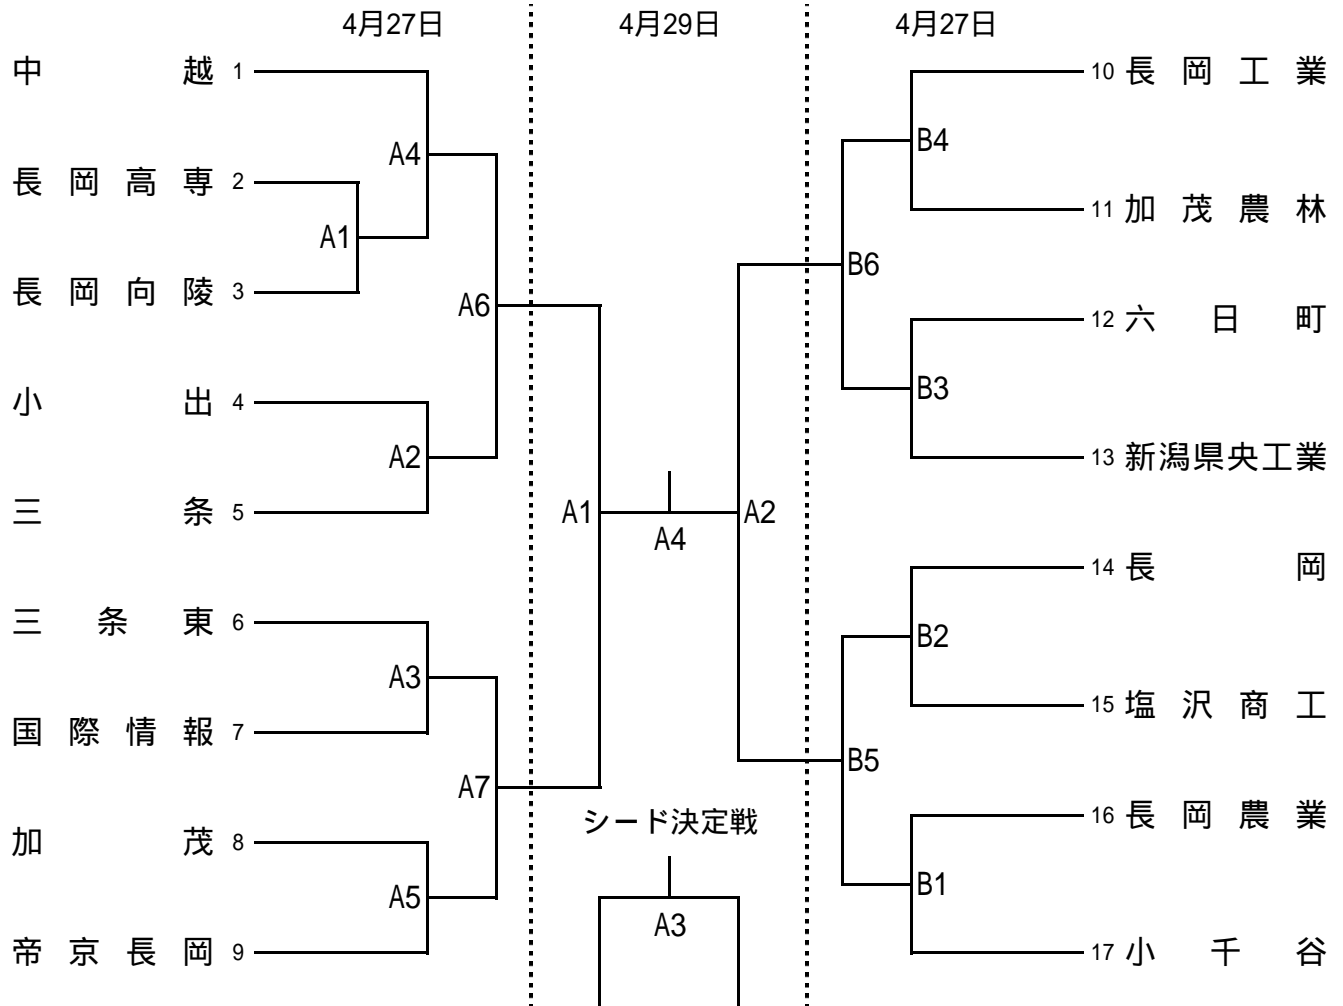 4月27日 4月29日 4月27日
中越 1
10 長岡工業
B4
A4
長岡高専 2
11 加茂農林
A1
B6
長岡向陵 3
A6
12 六日町
B3
小出 4
A2
13 新潟県央工業
三条 5
A1 A4 A2
14 長岡
三条東 6
B2
A3
15 塩沢商工
国際情報 7
B5
A7
16 長岡農業
シード決定戦
加茂 8
B1
A5
A3
帝京長岡 9
17 小千谷